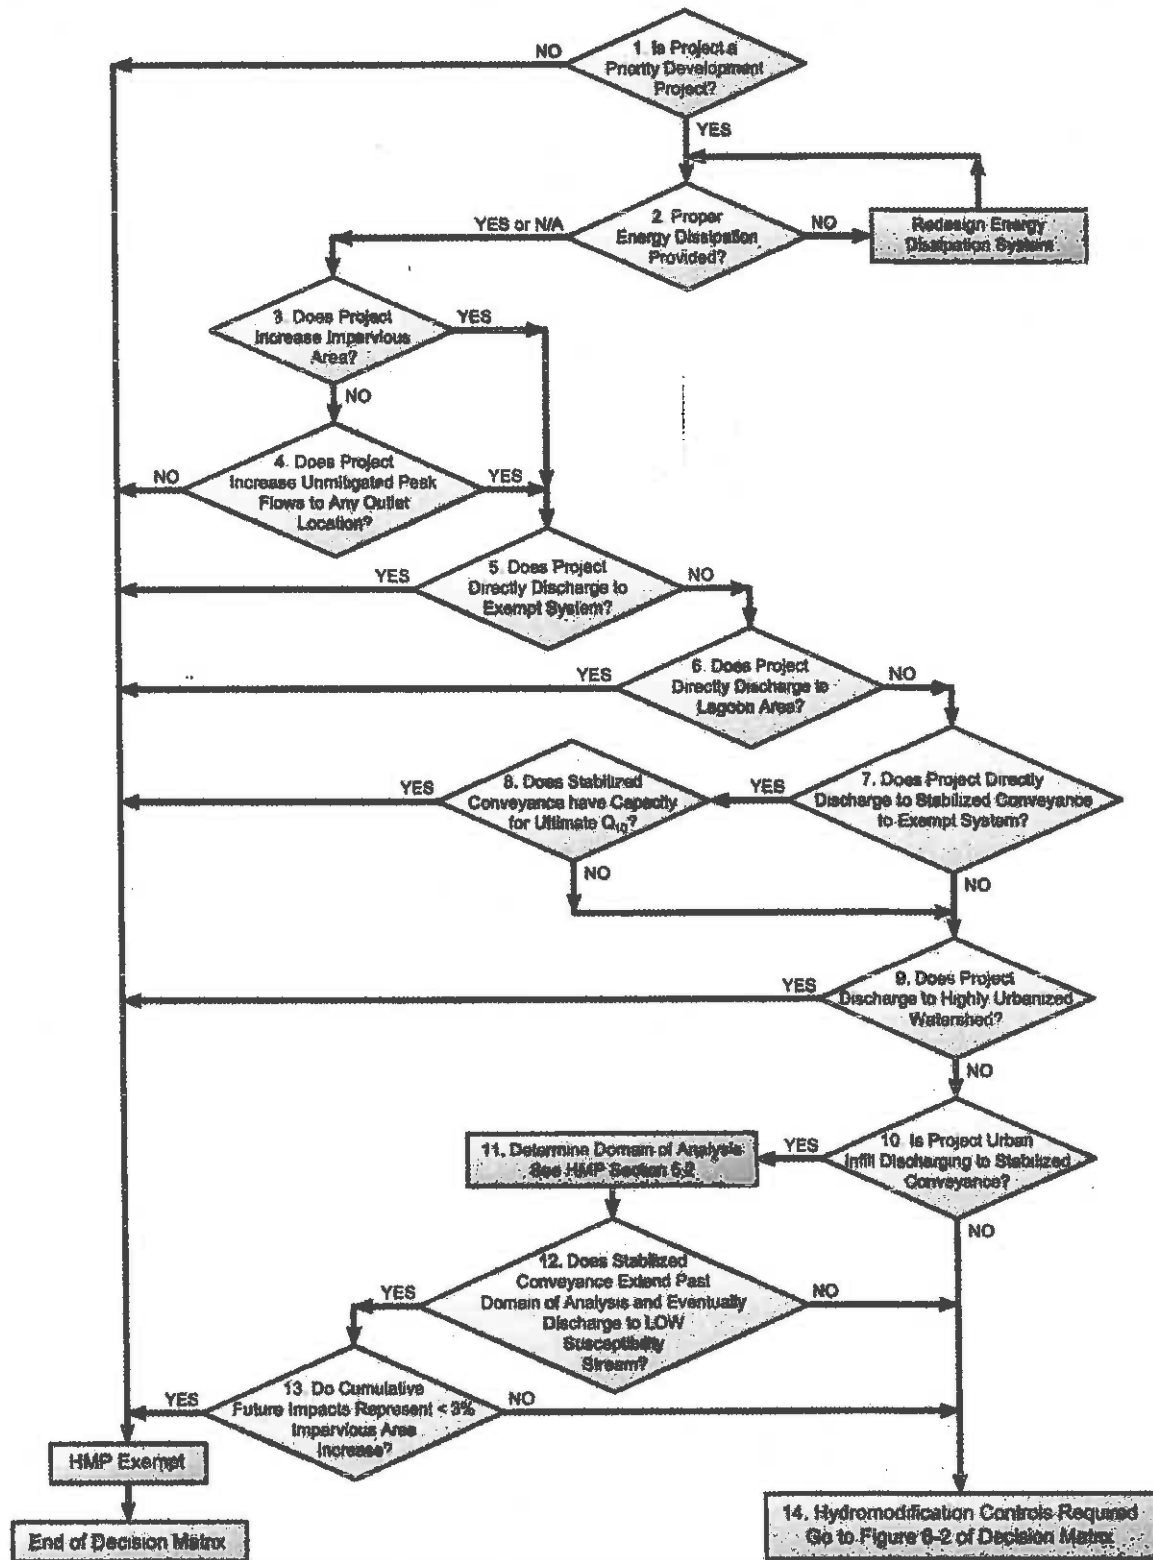 1. Is Project a
Priority Development
Project?
NO
YES
2. Proper
Energy Dissipation
Provided?
YES or N/A
NO
Redesign Energy
Dissipation System
3. Does Project
Increase Impervious
Area?
YES
NO
4. Does Project
Increase Unmitigated Peak
Flows to Any Outlet
Location?
NO
YES
5. Does Project
Directly Discharge to
Exempt System?
YES
NO
6. Does Project
Directly Discharge to
Lagoon Area?
YES
NO
7. Does Project Directly
Discharge to Stabilized Conveyance
to Exempt System?
YES
NO
8. Does Stabilized
Conveyance have Capacity
for Ultimate Q10?
YES
NO
9. Does Project
Discharge to Highly Urbanized
Watershed?
YES
NO
10. Is Project Urban
Infill Discharging to Stabilized
Conveyance?
YES
NO
11. Determine Domain of Analysis
See HMP Section 6.2
12. Does Stabilized
Conveyance Extend Past
Domain of Analysis and Eventually
Discharge to LOW
Susceptibility
Stream?
YES
NO
13. Do Cumulative
Future Impacts Represent < 3%
Impervious Area
Increase?
YES
NO
HMP Exempt
End of Decision Matrix
14. Hydromodification Controls Required
Go to Figure 6-2 of Decision Matrix